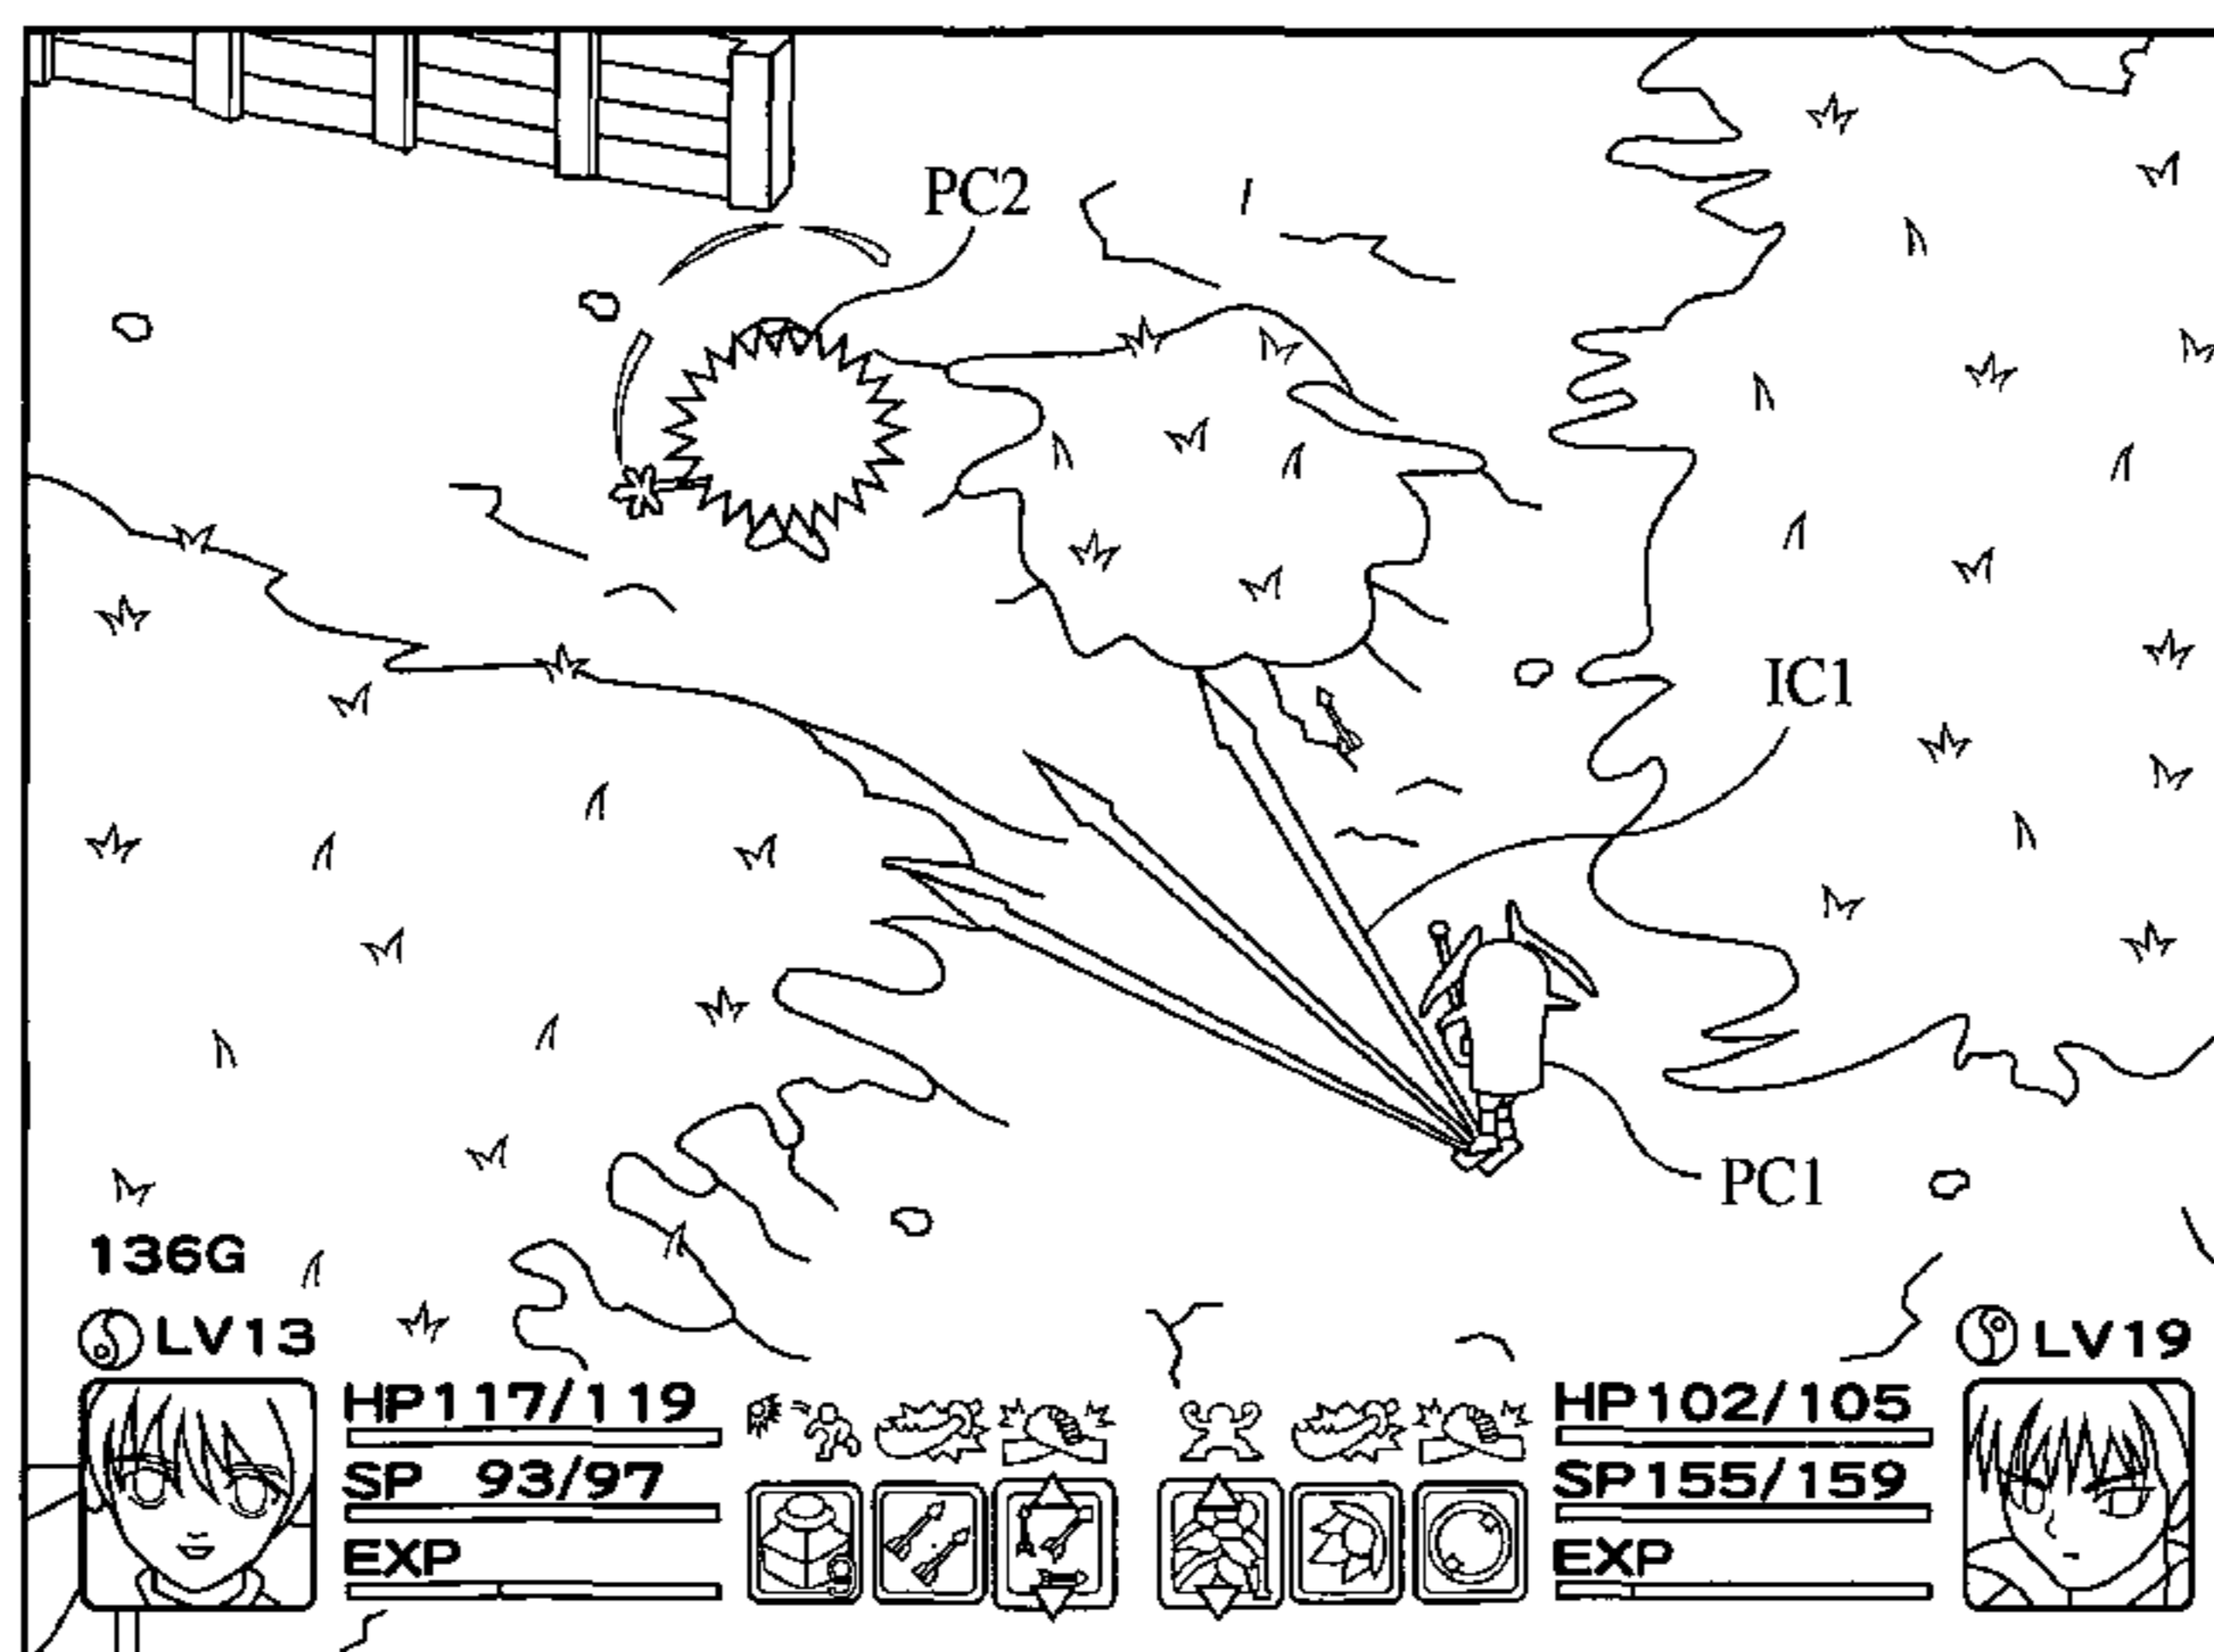 PC2
IC1
PC1
136G
LV13
LV19
HP117/119
HP102/105
SP 93/97
SP155/159
EXP
EXP